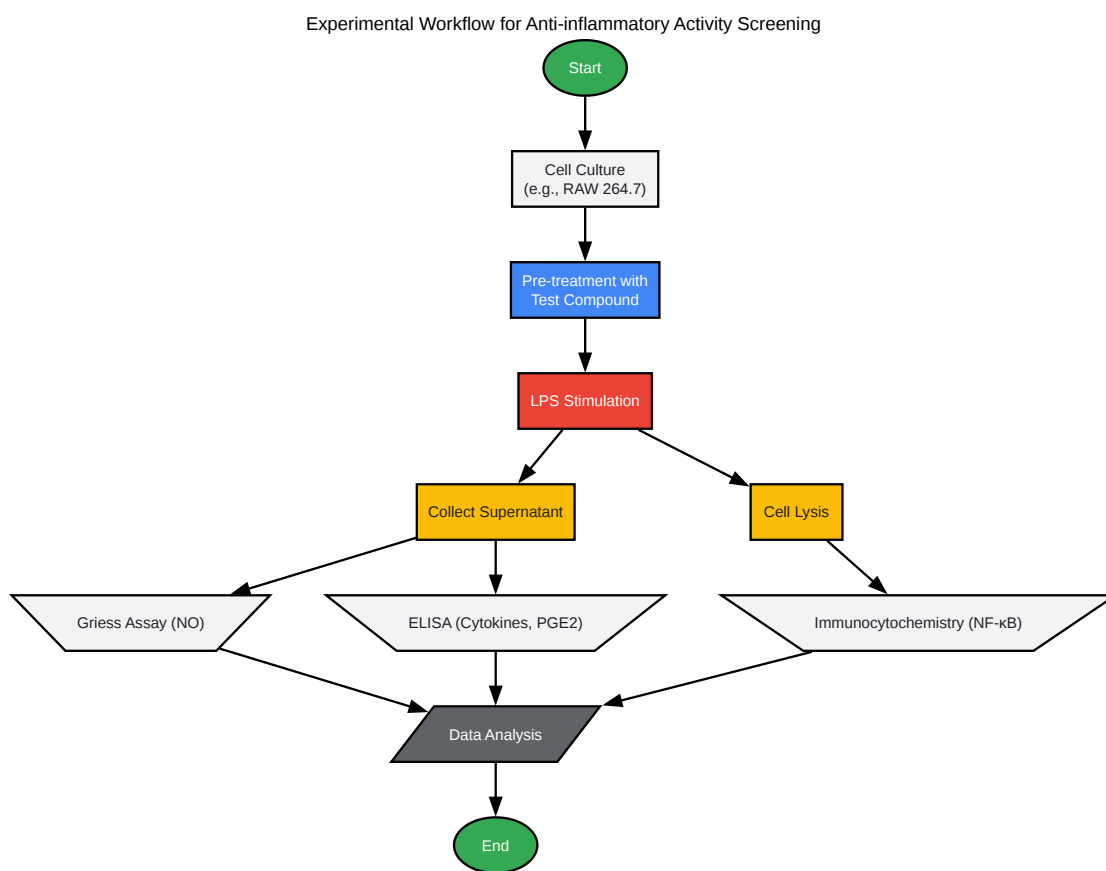 Experimental Workflow for Anti-inflammatory Activity Screening
Start
Cell Culture
(e.g., RAW 264.7)
Pre-treatment with
Test Compound
LPS Stimulation
Collect Supernatant
Cell Lysis
Griess Assay (NO)
ELISA (Cytokines, PGE2)
Immunocytochemistry (NF-κB)
Data Analysis
End